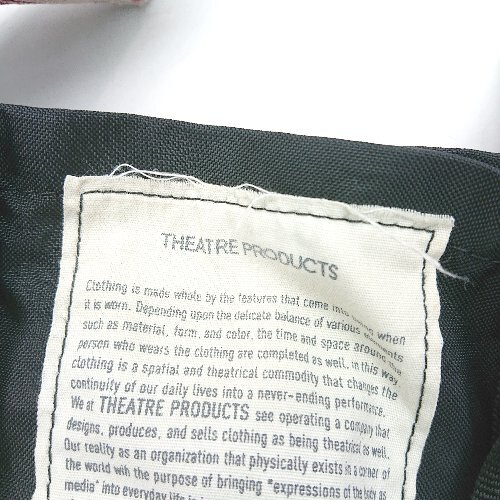 THEATRE PRODUCTS
Clothing is made whole by the features that come into being when
it is worn. Depending upon the delicate balance of various elements
such as material, form, and color, the time and space around the
person who wears the clothing are completed as well. In this way
clothing is a spatial and theatrical commodity that changes the
continuity of our daily lives into a never-ending performance.
We at THEATRE PRODUCTS see operating a company that
designs, produces, and sells clothing as being theatrical as well.
Our reality as an organization that physically exists in a corner of
the world with the purpose of bringing "expressions of the body as
media" into everyday life